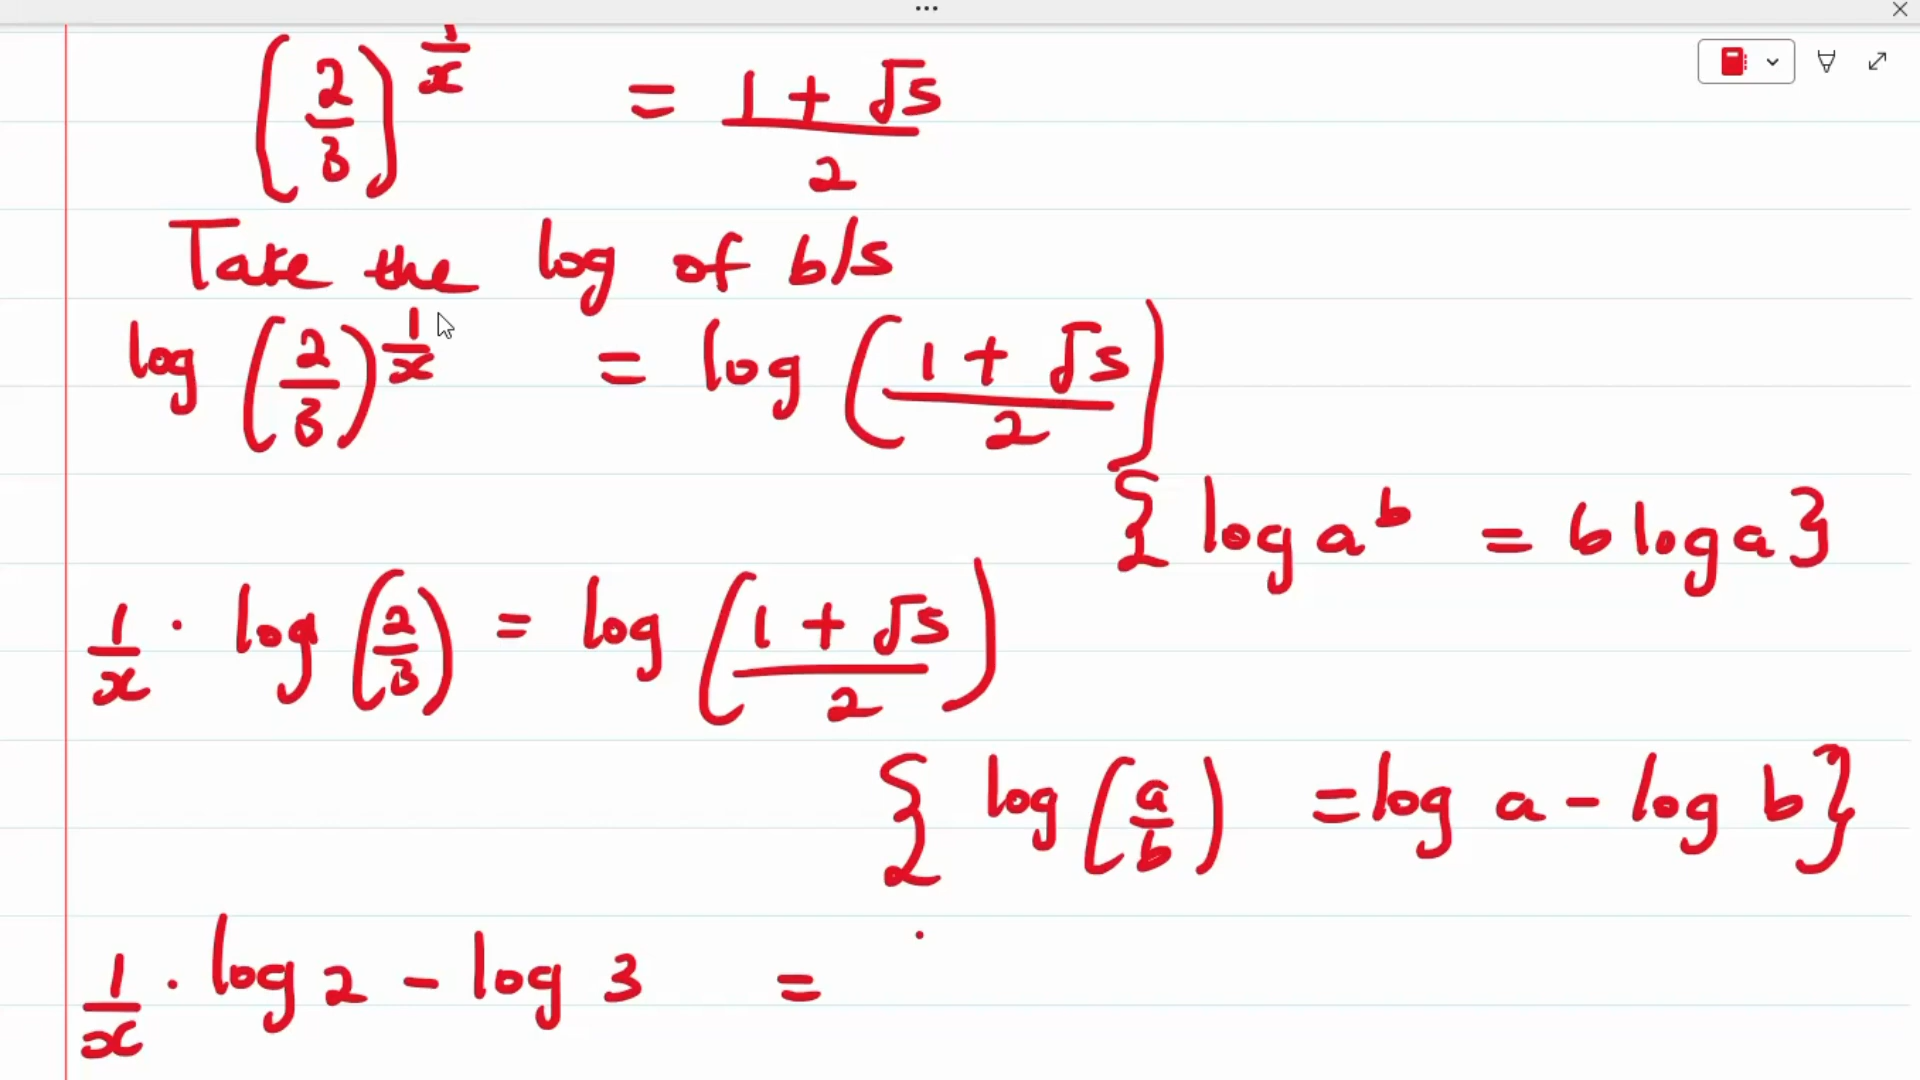 (2/3)^(1/x) = (1 + √5)/2
Take the log of b/s
log (2/3)^(1/x) = log ((1 + √5)/2)
{ log a^b = b log a }
1/x · log (2/3) = log ((1 + √5)/2)
{ log (a/b) = log a - log b }
1/x · log 2 - log 3 =